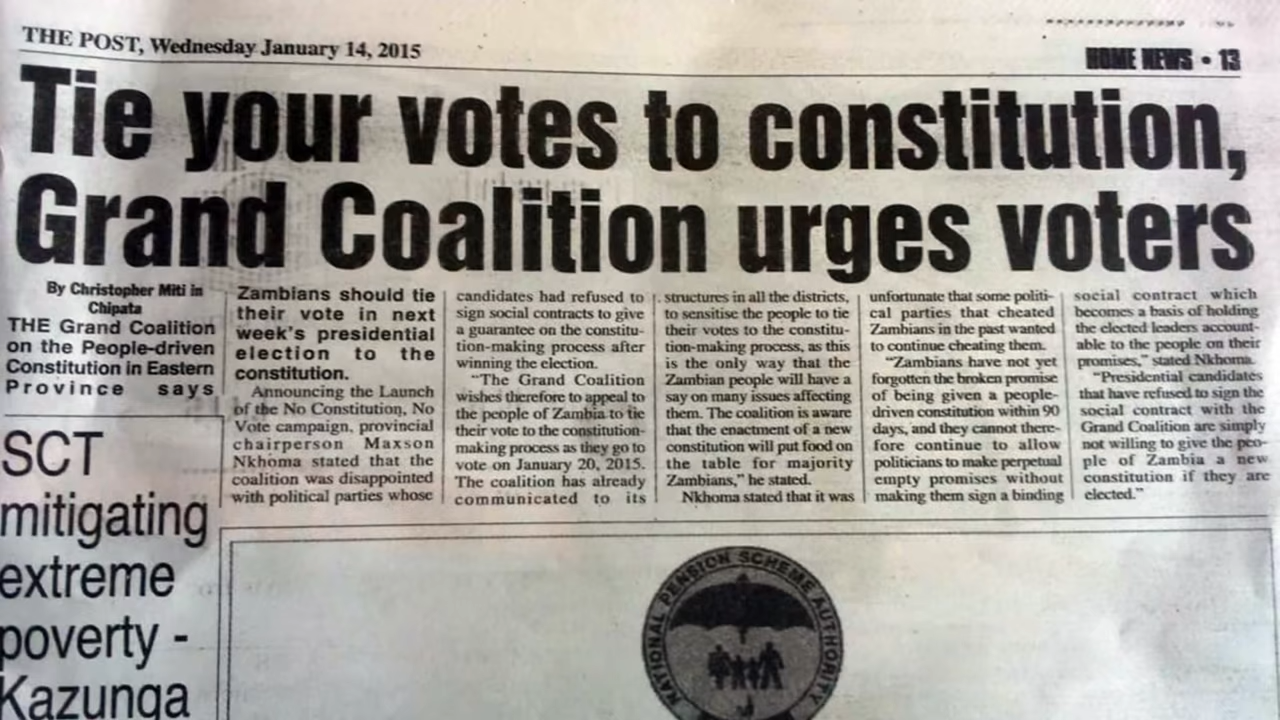 THE POST, Wednesday January 14, 2015
HOME NEWS • 13
Tie your votes to constitution,
Grand Coalition urges voters
By Christopher Miti in
Chipata
THE Grand Coalition
on the People-driven
Constitution in Eastern
Province says
Zambians should tie
their vote in next
week's presidential
election to the
constitution.
Announcing the Launch
of the No Constitution, No
Vote campaign, provincial
chairperson Maxson
Nkhoma stated that the
coalition was disappointed
with political parties whose
candidates had refused to
sign social contracts to give
a guarantee on the constitu-
tion-making process after
winning the election.
"The Grand Coalition
wishes therefore to appeal to
the people of Zambia to tie
their vote to the constitution-
making process as they go to
vote on January 20, 2015.
The coalition has already
communicated to its
structures in all the districts,
to sensitise the people to tie
their votes to the constitu-
tion-making process, as this
is the only way that the
Zambian people will have a
say on many issues affecting
them. The coalition is aware
that the enactment of a new
constitution will put food on
the table for majority
Zambians," he stated.
Nkhoma stated that it was
unfortunate that some politi-
cal parties that cheated
Zambians in the past wanted
to continue cheating them.
"Zambians have not yet
forgotten the broken promise
of being given a people-
driven constitution within 90
days, and they cannot there-
fore continue to allow
politicians to make perpetual
empty promises without
making them sign a binding
social contract which
becomes a basis of holding
the elected leaders account-
able to the people on their
promises," stated Nkhoma.
"Presidential candidates
that have refused to sign the
social contract with the
Grand Coalition are simply
not willing to give the peo-
ple of Zambia a new
constitution if they are
elected."
SCT
mitigating
extreme
poverty -
Kazunga
NATIONAL PENSION SCHEME AUTHORITY